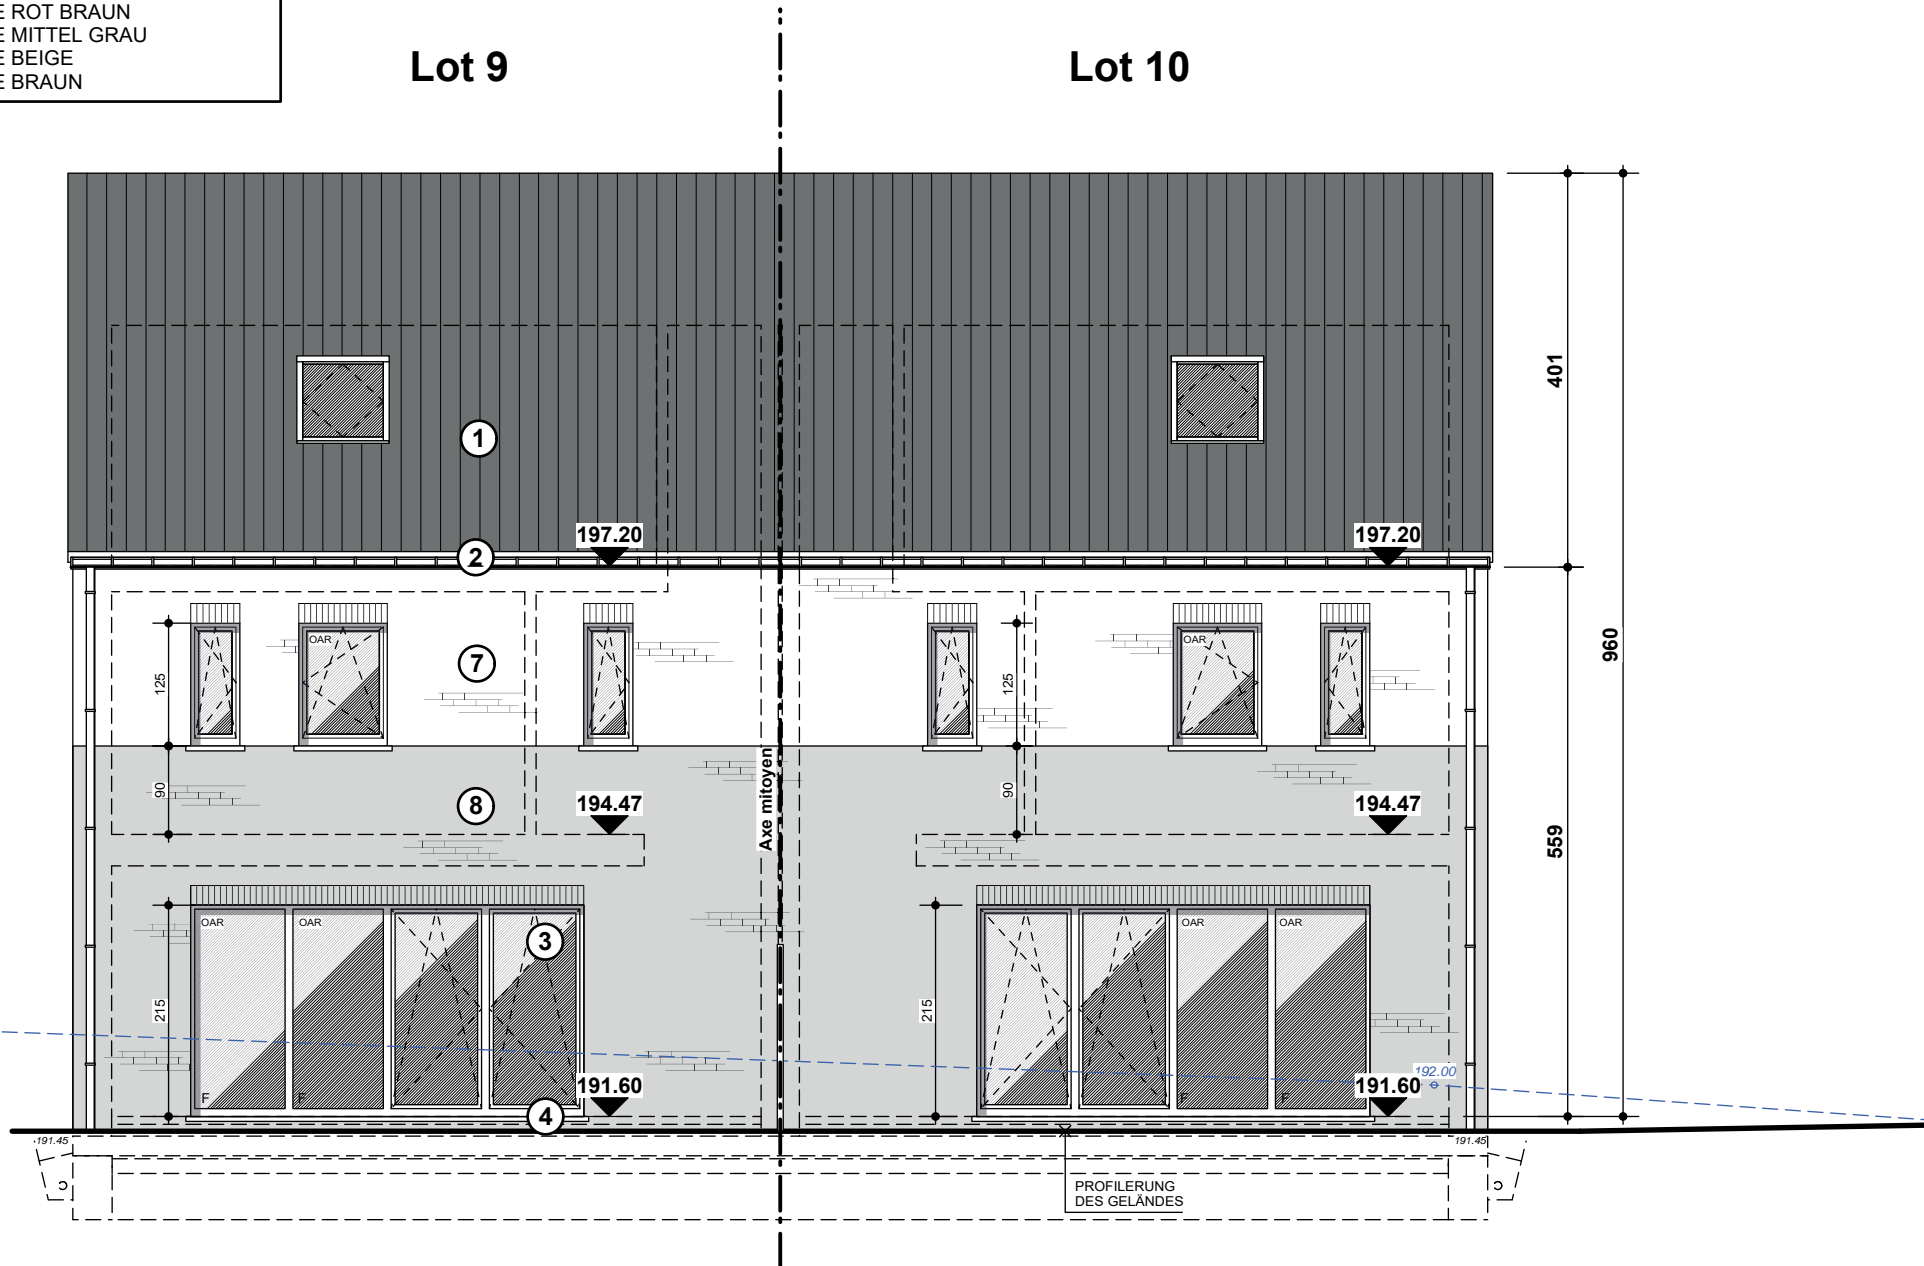 E ROT BRAUN
E MITTEL GRAU
E BEIGE
E BRAUN
Lot 9
Lot 10
1
401
960
197.20
197.20
2
OAR
OAR
7
125
125
Axe mitoyen
90
90
8
194.47
194.47
559
OAR
OAR
OAR
OAR
3
215
215
192.00
191.60
191.60
F
F
F
F
4
191.45
191.45
PROFILERUNG
DES GELÄNDES